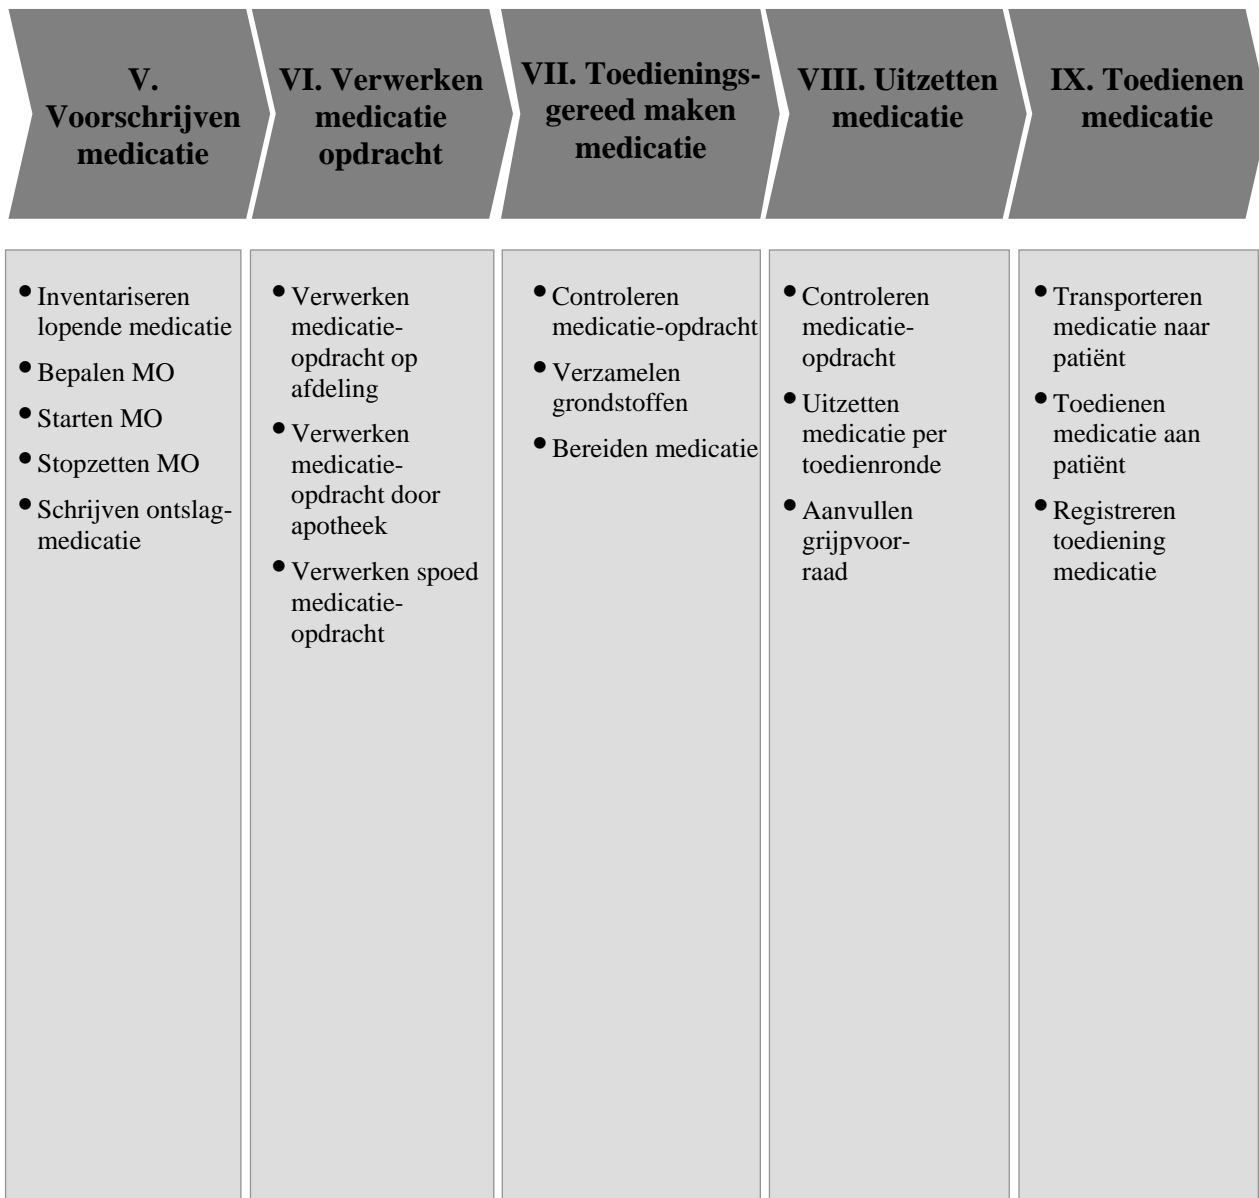 V.
Voorschrijven
medicatie
VI. Verwerken
medicatie
opdracht
VII. Toedienings-
gereed maken
medicatie
VIII. Uitzetten
medicatie
IX. Toedienen
medicatie
• Inventariseren
lopende medicatie
• Bepalen MO
• Starten MO
• Stopzetten MO
• Schrijven ontslag-
medicatie
• Verwerken
medicatie-
opdracht op
afdeling
• Verwerken
medicatie-
opdracht door
apotheek
• Verwerken spoed
medicatie-
opdracht
• Controleren
medicatie-opdracht
• Verzamelen
grondstoffen
• Bereiden medicatie
• Controleren
medicatie-
opdracht
• Uitzetten
medicatie per
toedienronde
• Aanvullen
grijpvoor-
raad
• Transporteren
medicatie naar
patiënt
• Toedienen
medicatie aan
patiënt
• Registreren
toediening
medicatie